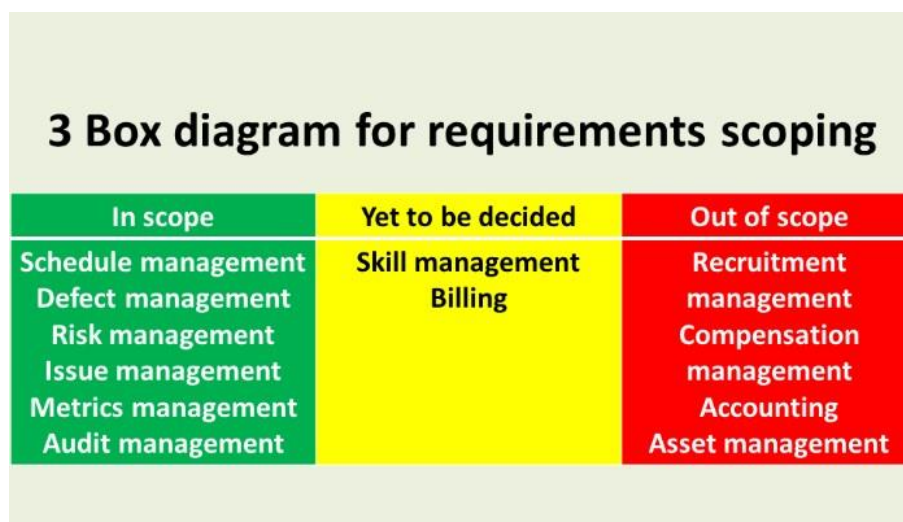 3 Box diagram for requirements scoping
In scope
Yet to be decided
Out of scope
Schedule management
Defect management
Risk management
Issue management
Metrics management
Audit management
Skill management
Billing
Recruitment
management
Compensation
management
Accounting
Asset management